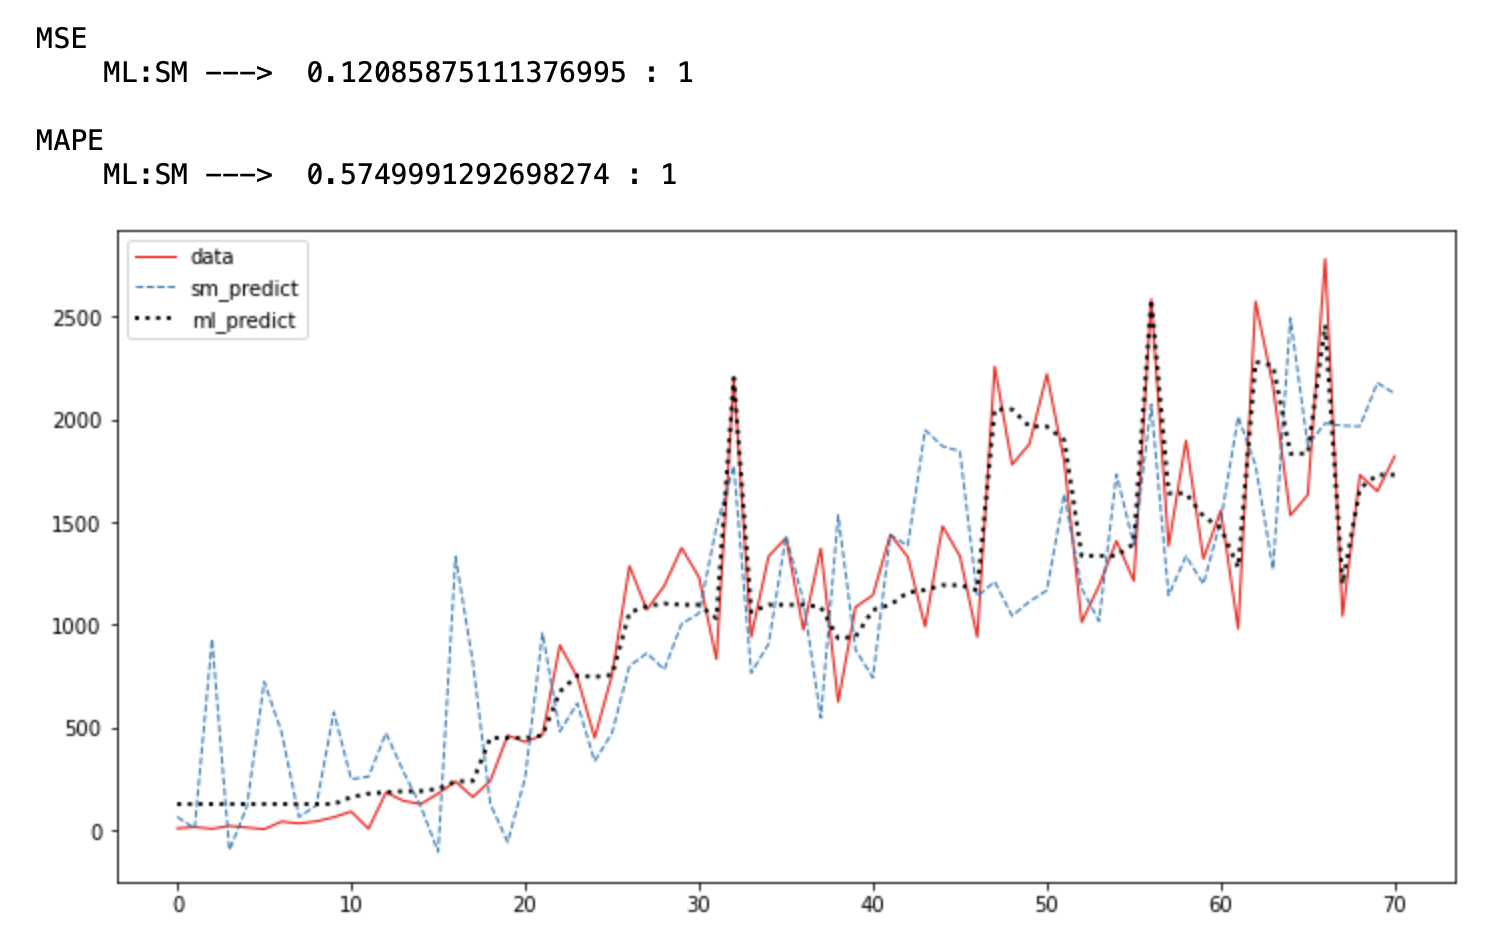 MSE
ML:SM ---> 0.12085875111376995 : 1
MAPE
ML:SM ---> 0.5749991292698274 : 1
data
sm_predict
ml_predict
2500
2000
1500
1000
500
0
0 10 20 30 40 50 60 70